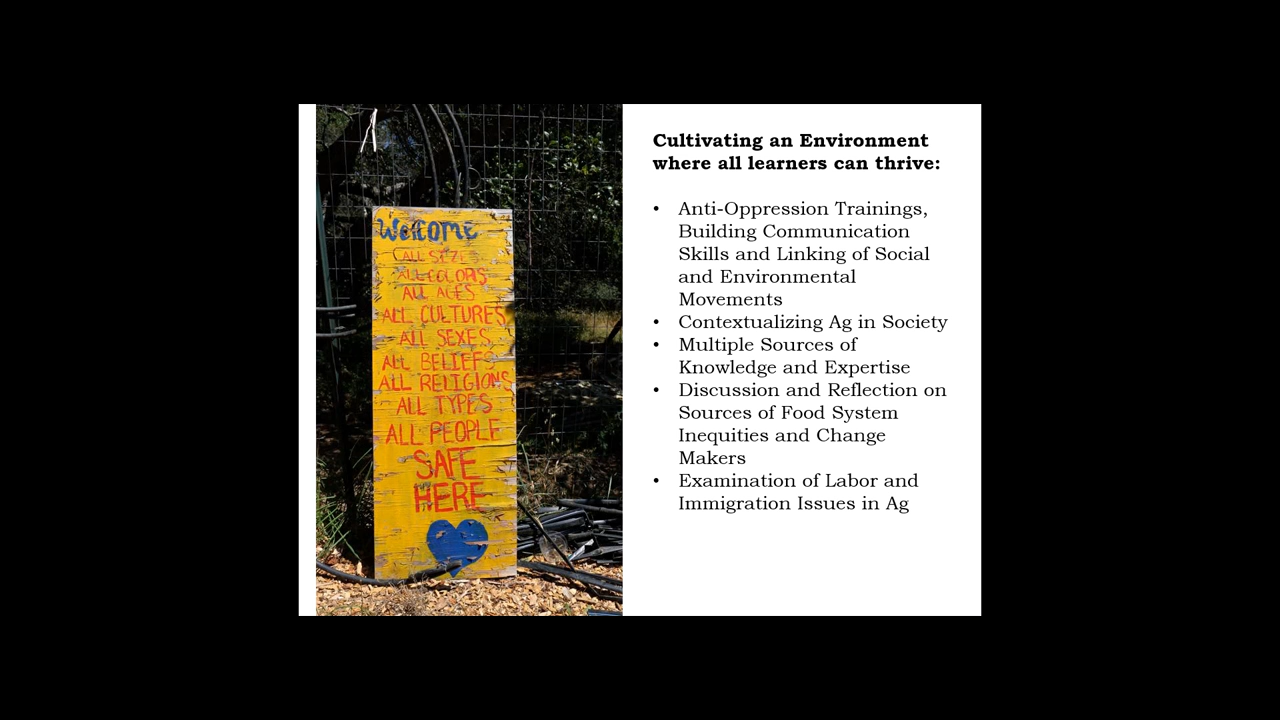 Welcome
ALL SIZE
ALL COLORS
ALL AGES
ALL CULTURES
ALL SEXES
ALL BELIEFS
ALL RELIGIONS
ALL TYPES
ALL PEOPLE
SAFE
HERE
Cultivating an Environment
where all learners can thrive:
• Anti-Oppression Trainings,
Building Communication
Skills and Linking of Social
and Environmental
Movements
• Contextualizing Ag in Society
• Multiple Sources of
Knowledge and Expertise
• Discussion and Reflection on
Sources of Food System
Inequities and Change
Makers
• Examination of Labor and
Immigration Issues in Ag